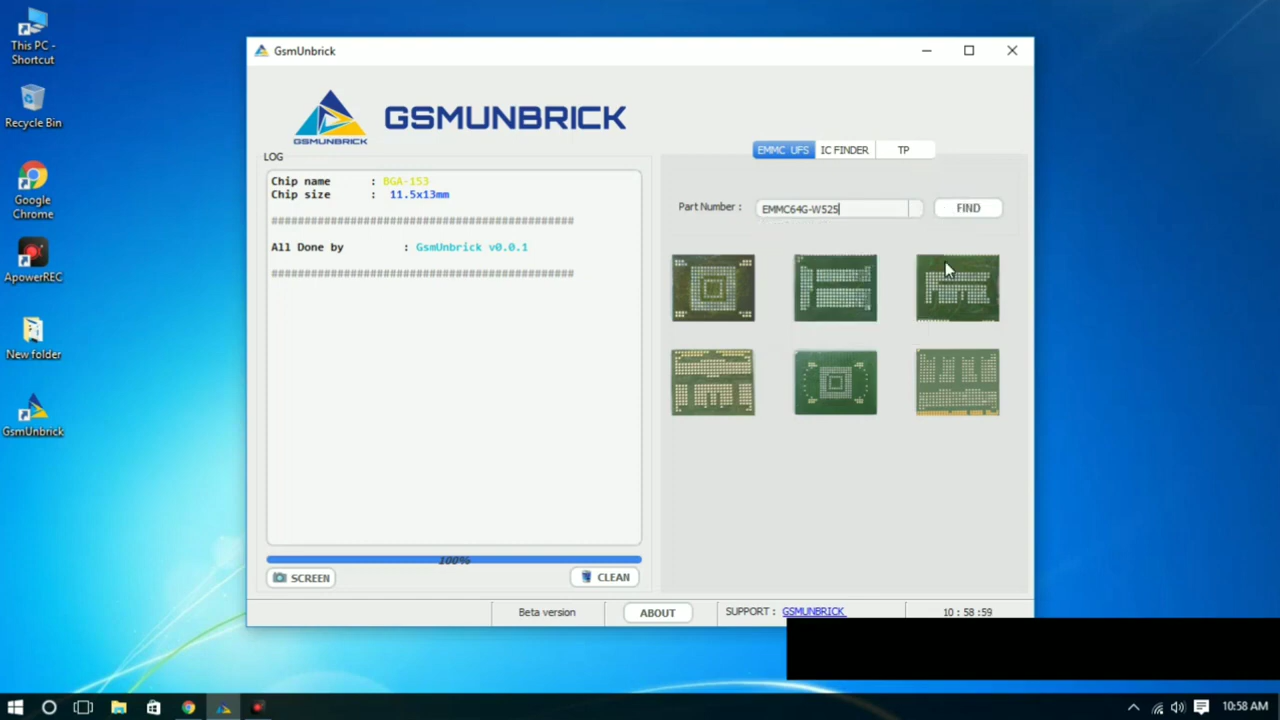 This PC -
Shortcut
Recycle Bin
Google
Chrome
ApowerREC
New folder
GsmUnbrick
GsmUnbrick
GSMUNBRICK
GSMUNBRICK
LOG
Chip name : BGA-153
Chip size : 11.5x13mm
##############################################
All Done by : GsmUnbrick v0.0.1
##############################################
100%
SCREEN
CLEAN
EMMC UFS
IC FINDER
TP
Part Number :
EMMC64G-W525
FIND
Beta version
ABOUT
SUPPORT : GSMUNBRICK
10 : 58 :59
10:58 AM